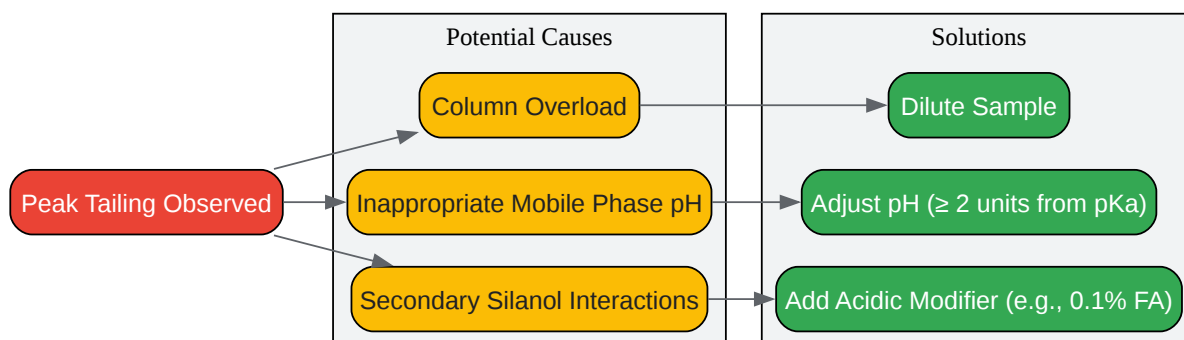 Potential Causes
Solutions
Column Overload
Dilute Sample
Peak Tailing Observed
Inappropriate Mobile Phase pH
Adjust pH (≥ 2 units from pKa)
Secondary Silanol Interactions
Add Acidic Modifier (e.g., 0.1% FA)